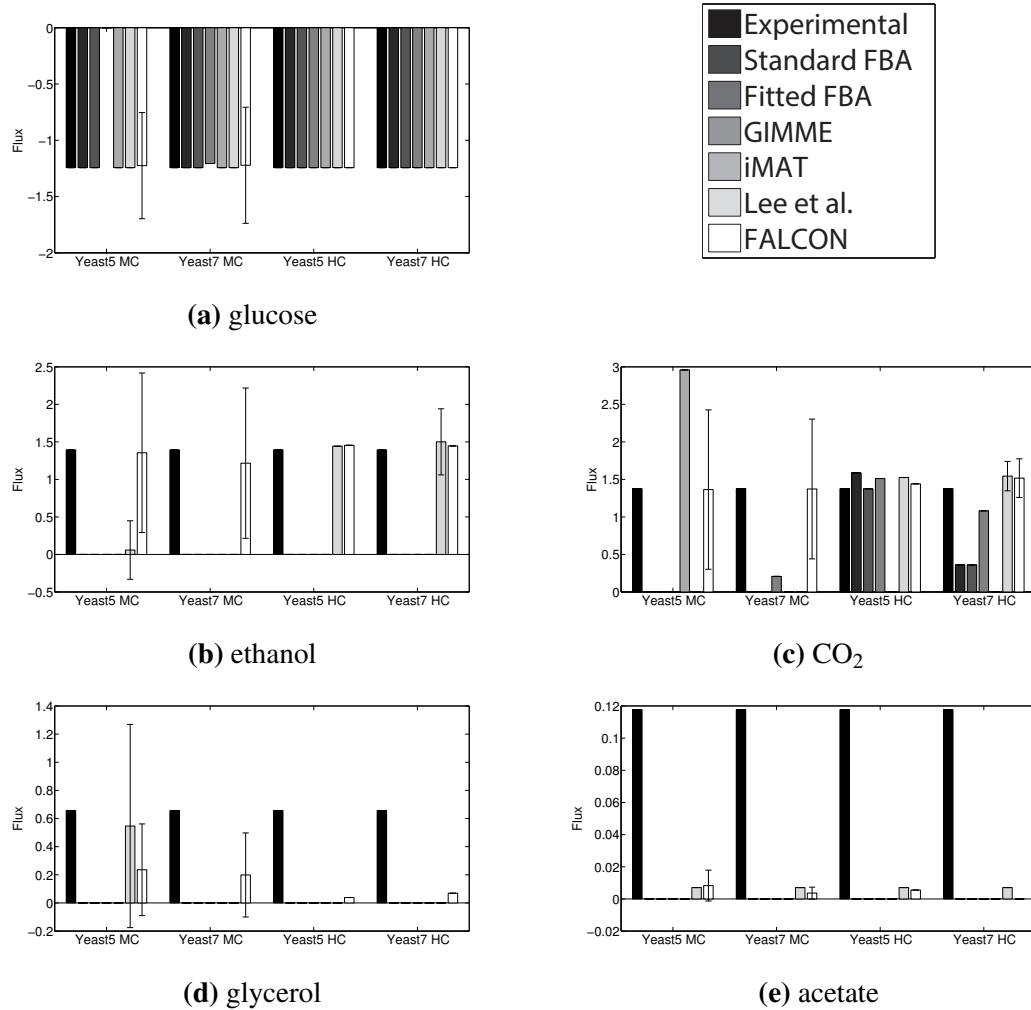 0
−0.5
−1
−1.5
−2
Flux
Yeast5 MC Yeast7 MC Yeast5 HC Yeast7 HC
(a) glucose
Experimental
Standard FBA
Fitted FBA
GIMME
iMAT
Lee et al.
FALCON
2.5
2
1.5
1
0.5
0
−0.5
Flux
Yeast5 MC Yeast7 MC Yeast5 HC Yeast7 HC
(b) ethanol
3
2.5
2
1.5
1
0.5
0
Flux
Yeast5 MC Yeast7 MC Yeast5 HC Yeast7 HC
(c) CO₂
1.4
1.2
1
0.8
0.6
0.4
0.2
0
−0.2
Flux
Yeast5 MC Yeast7 MC Yeast5 HC Yeast7 HC
(d) glycerol
0.12
0.1
0.08
0.06
0.04
0.02
0
−0.02
Flux
Yeast5 MC Yeast7 MC Yeast5 HC Yeast7 HC
(e) acetate